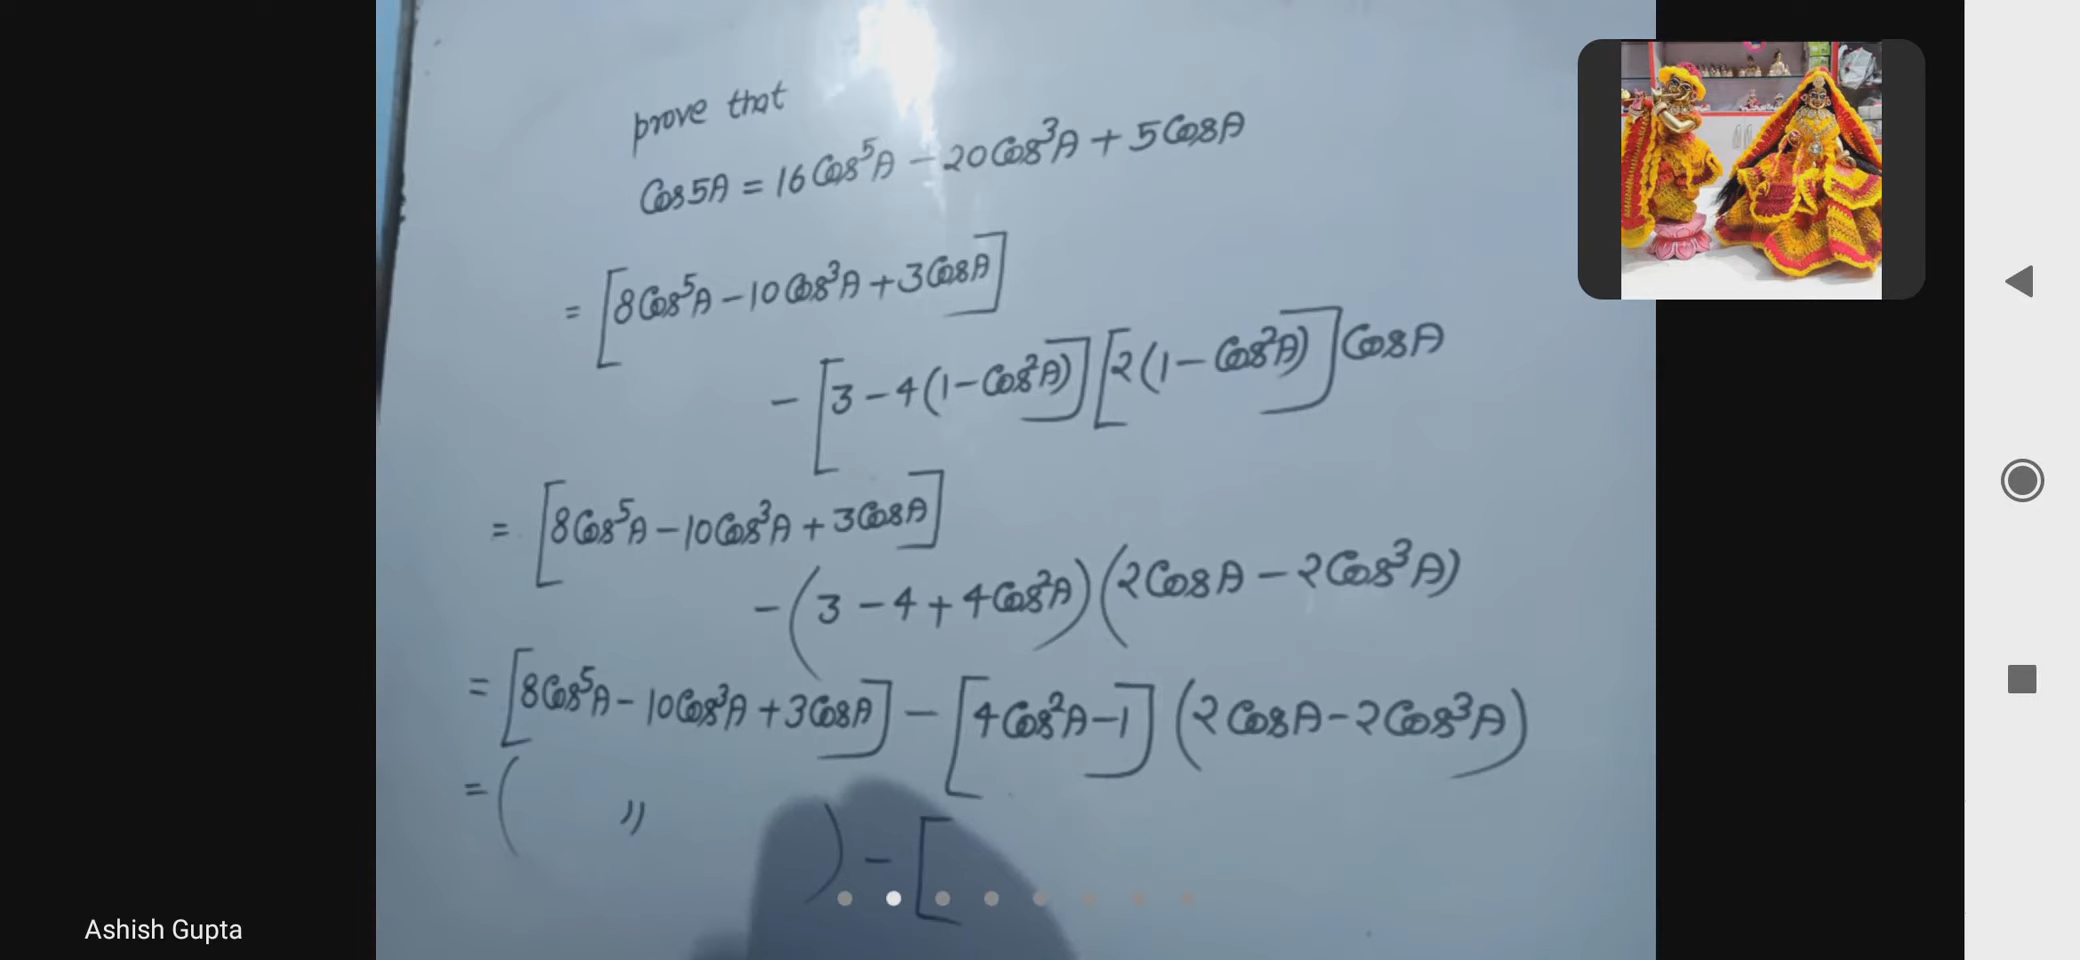 prove that
Cos5A = 16Cos⁵A - 20Cos³A + 5CosA
= [8Cos⁵A - 10Cos³A + 3CosA]
- [3 - 4(1 - Cos²A)] [2(1 - Cos²A)] CosA
= [8Cos⁵A - 10Cos³A + 3CosA]
- (3 - 4 + 4Cos²A) (2CosA - 2Cos³A)
= [8Cos⁵A - 10Cos³A + 3CosA] - [4Cos²A - 1] (2CosA - 2Cos³A)
= ( 〃 ) - [
Ashish Gupta